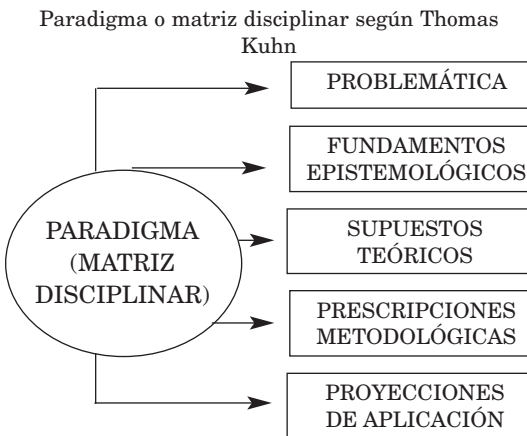 Paradigma o matriz disciplinar según Thomas
Kuhn
PROBLEMÁTICA
FUNDAMENTOS
EPISTEMOLÓGICOS
PARADIGMA
(MATRIZ
DISCIPLINAR)
SUPUESTOS
TEÓRICOS
PRESCRIPCIONES
METODOLÓGICAS
PROYECCIONES
DE APLICACIÓN